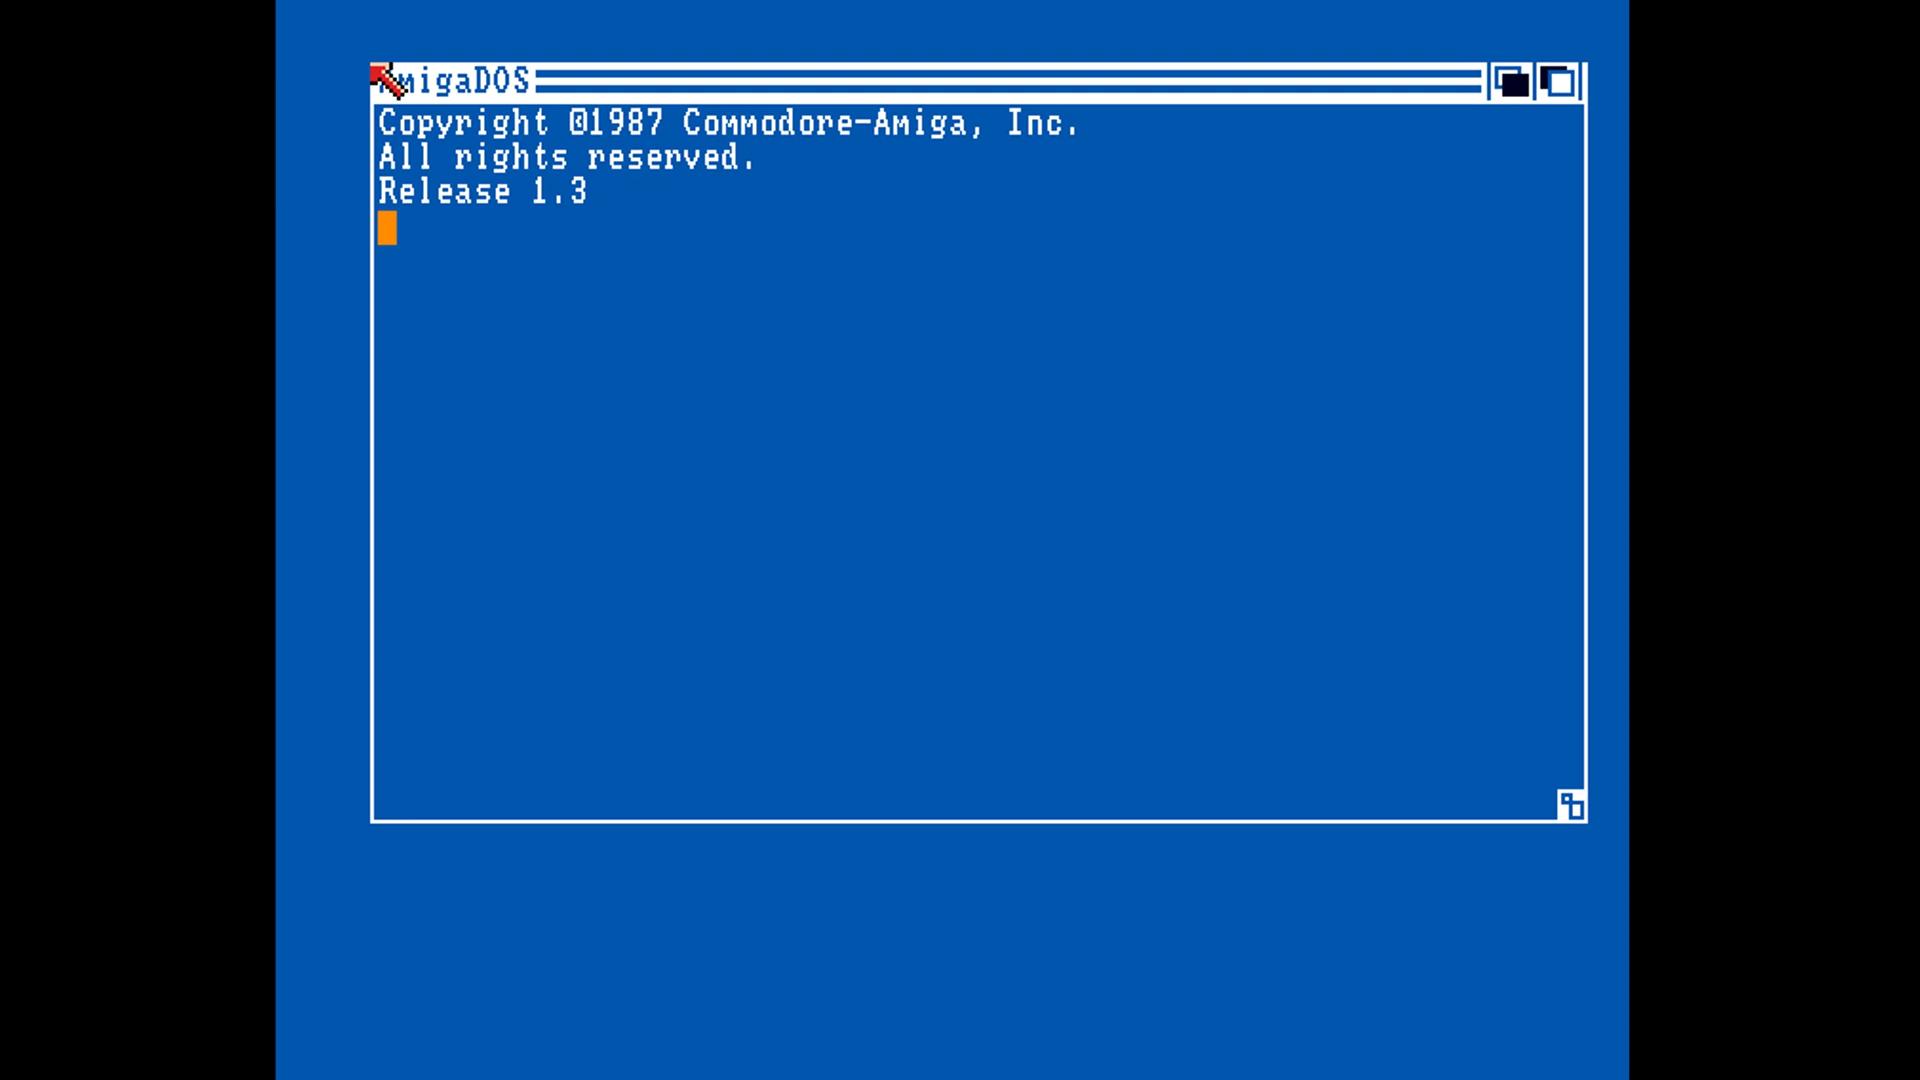 AmigaDOS
Copyright ©1987 Commodore-Amiga, Inc.
All rights reserved.
Release 1.3